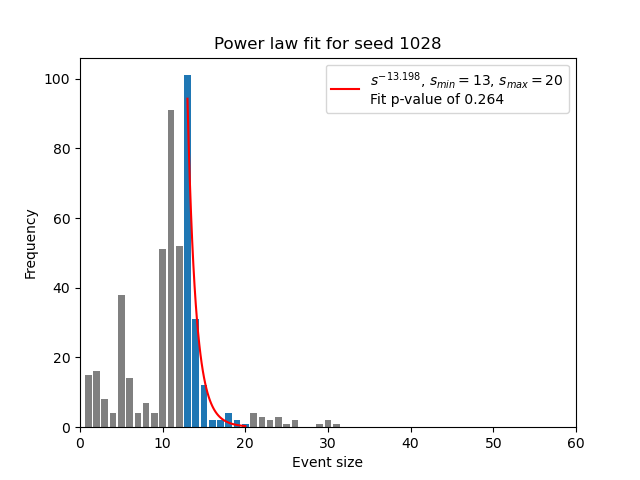 Power law fit for seed 1028
s^{-13.198}, s_{min} = 13, s_{max} = 20
Fit p-value of 0.264
Frequency
100
80
60
40
20
0
0 10 20 30 40 50 60
Event size